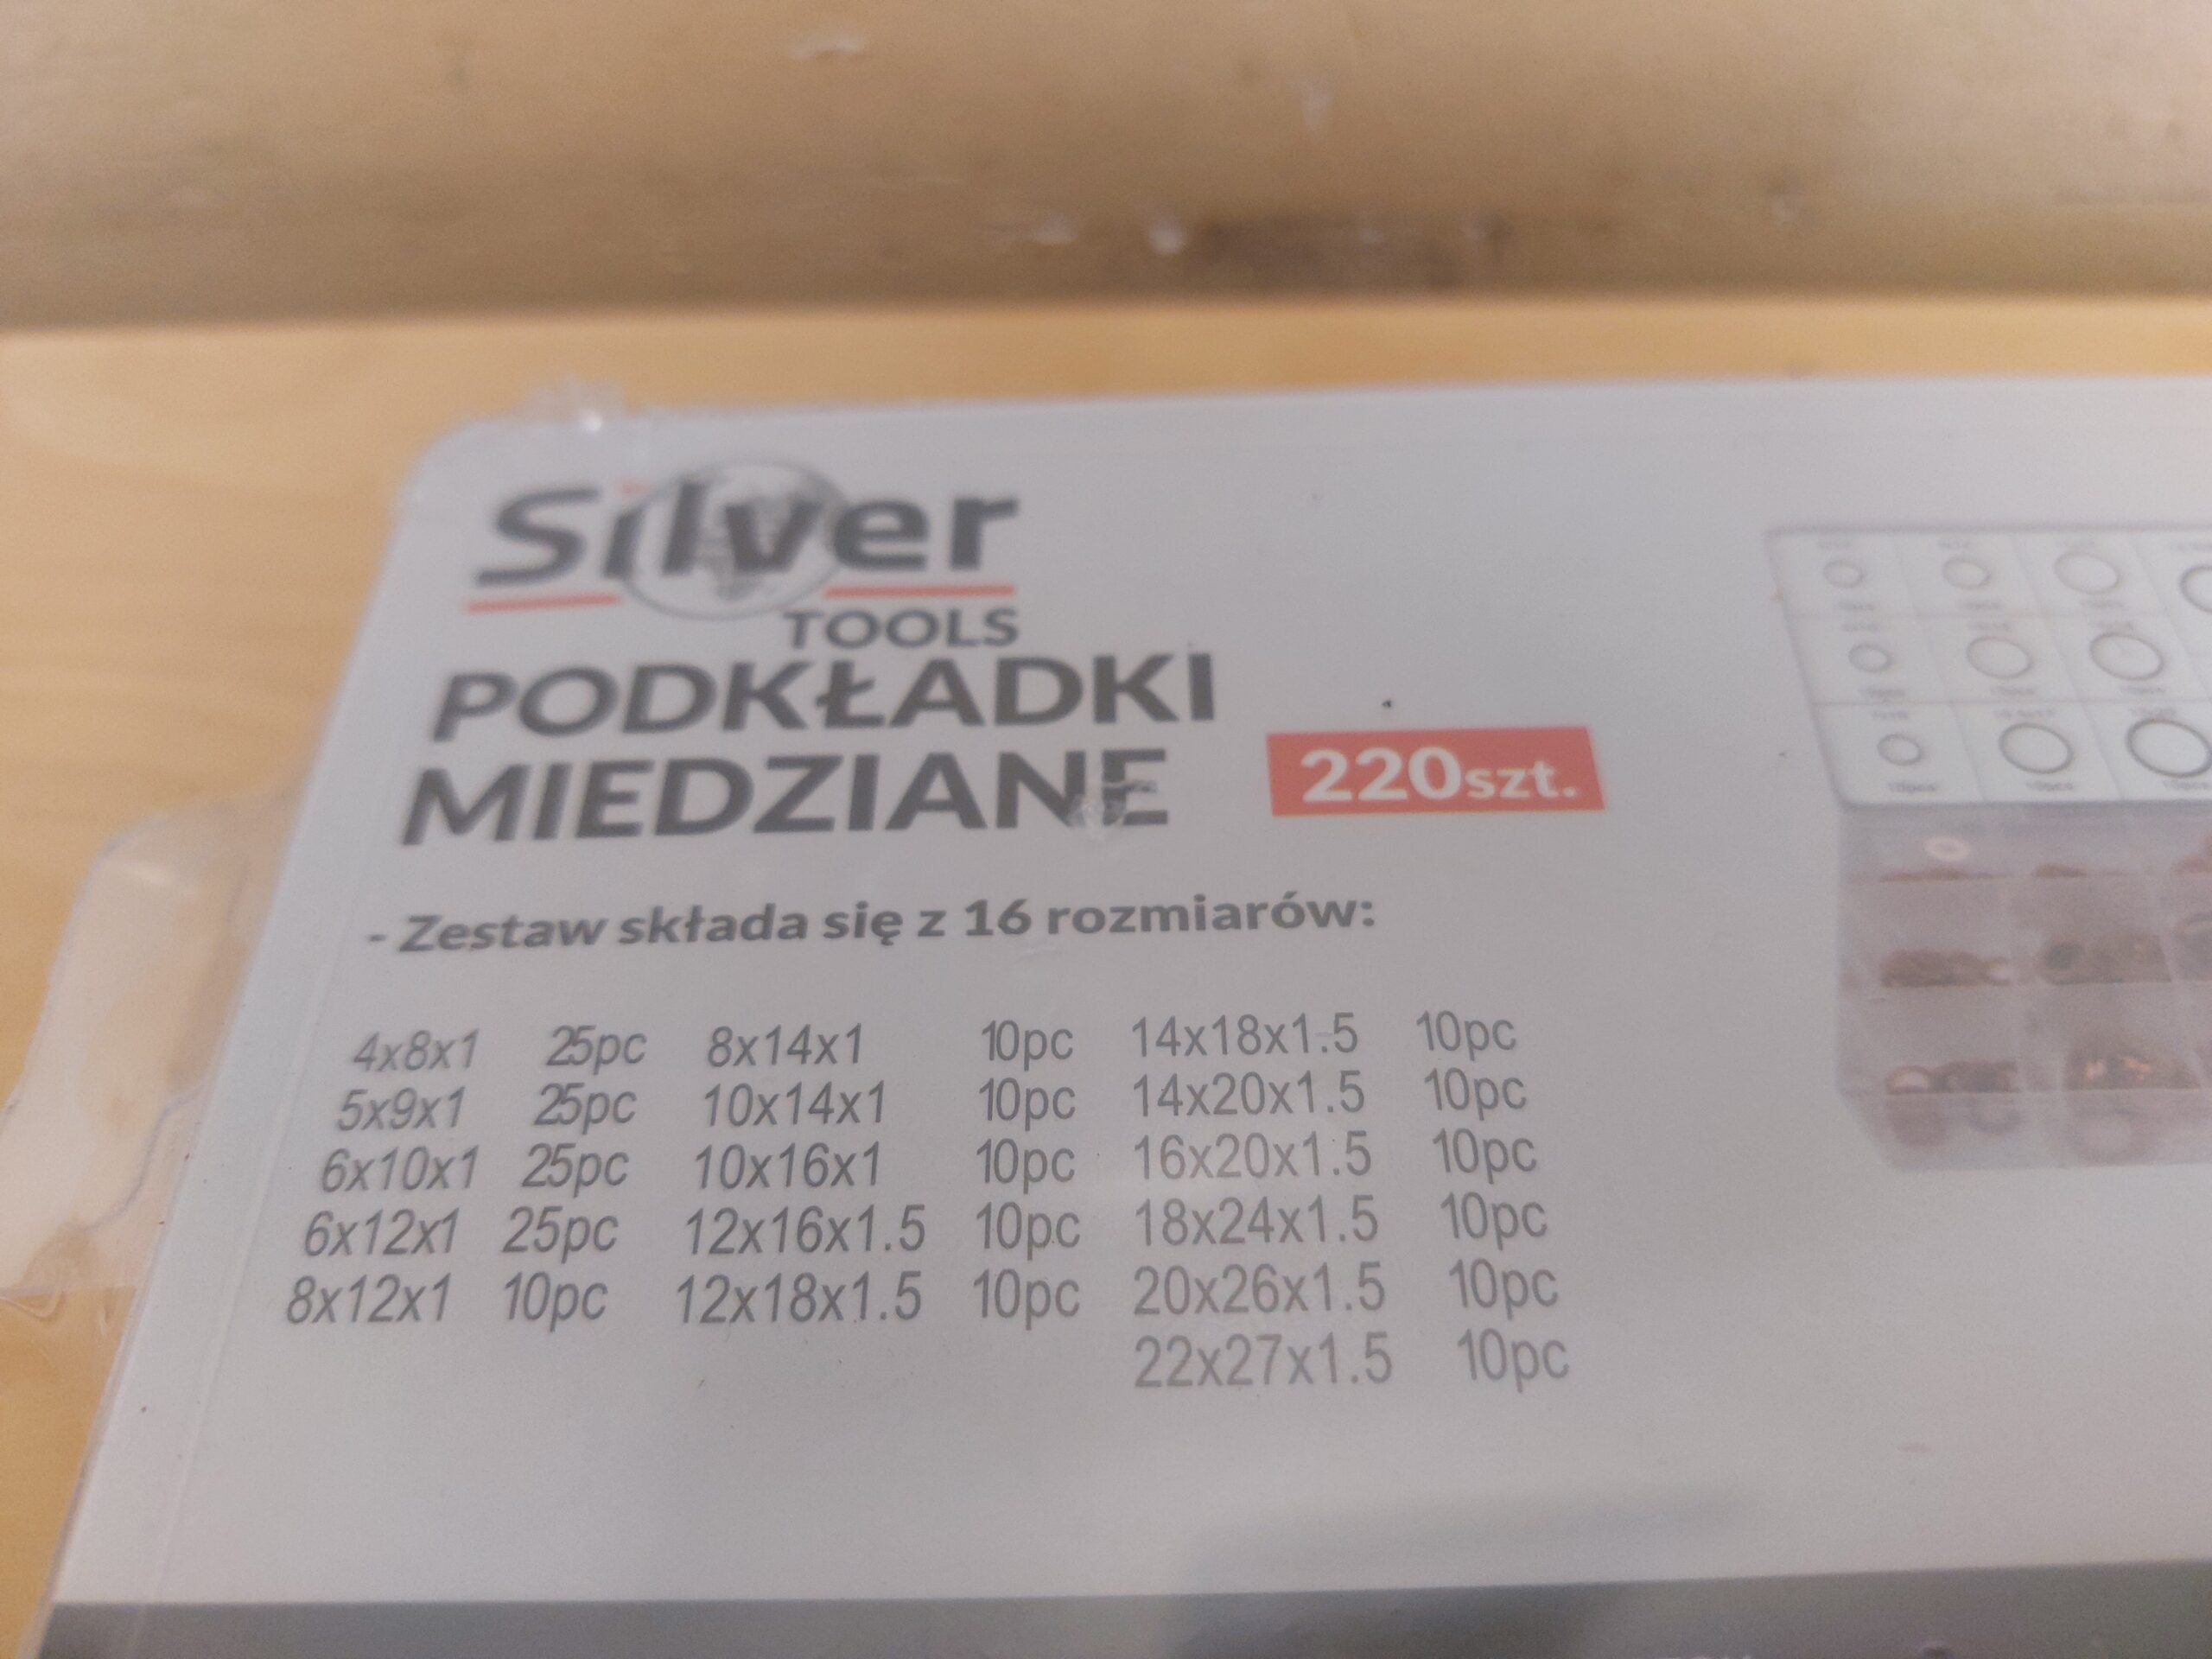 Silver
TOOLS
PODKŁADKI
MIEDZIANE
220szt.
- Zestaw składa się z 16 rozmiarów:
4x8x1 25pc 8x14x1 10pc 14x18x1.5 10pc
5x9x1 25pc 10x14x1 10pc 14x20x1.5 10pc
6x10x1 25pc 10x16x1 10pc 16x20x1.5 10pc
6x12x1 25pc 12x16x1.5 10pc 18x24x1.5 10pc
8x12x1 10pc 12x18x1.5 10pc 20x26x1.5 10pc
22x27x1.5 10pc